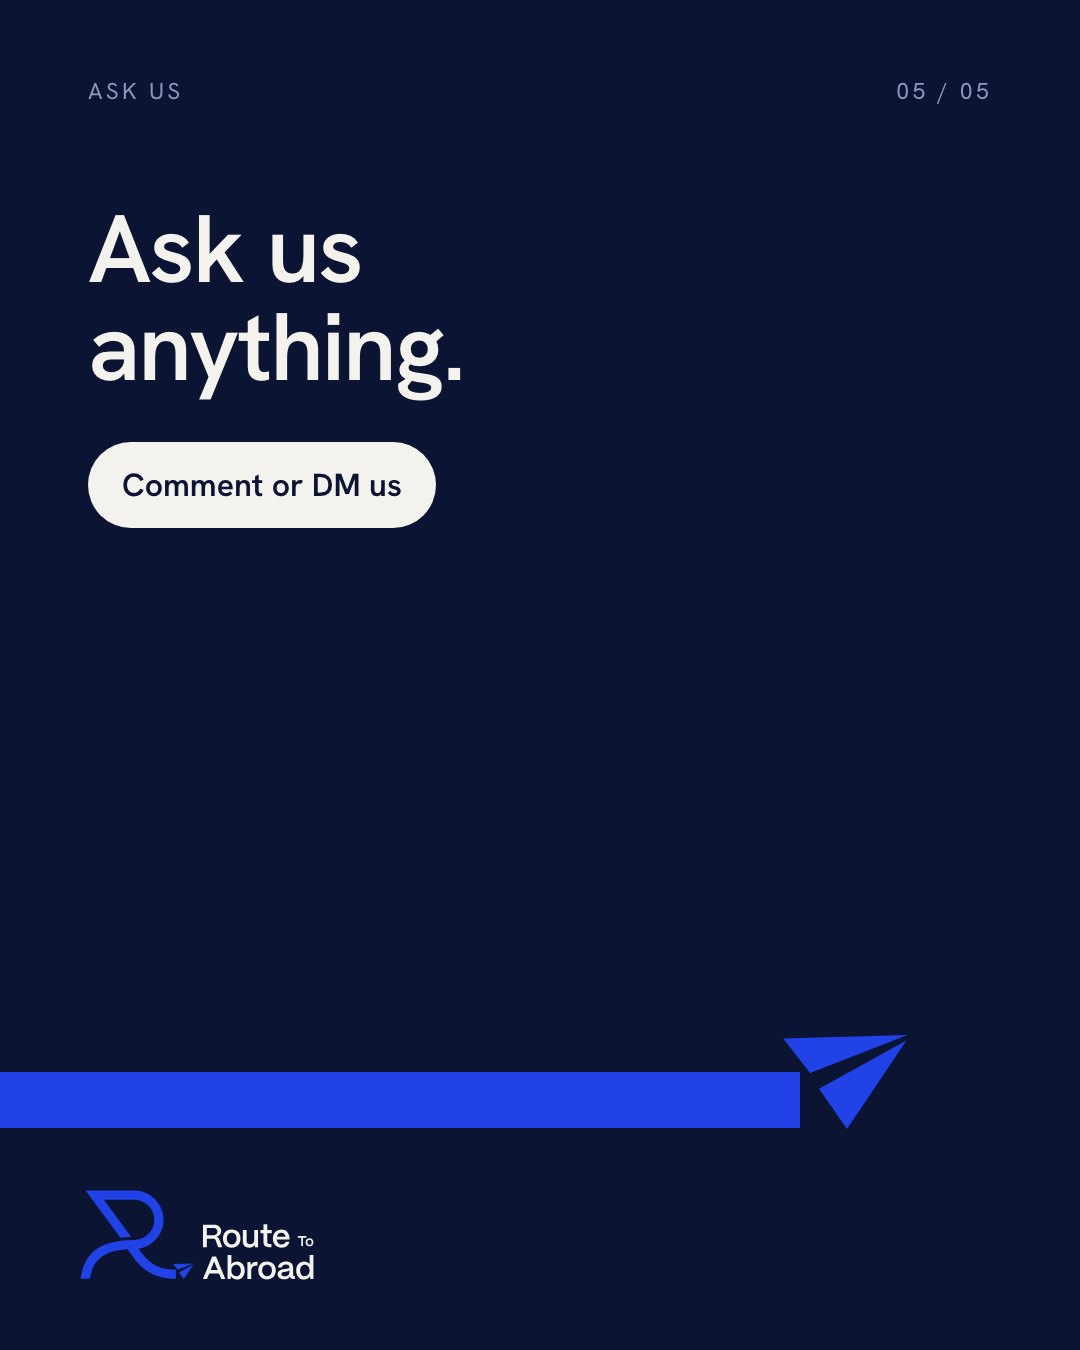 ASK US
05 / 05
Ask us
anything.
Comment or DM us
Route To
Abroad